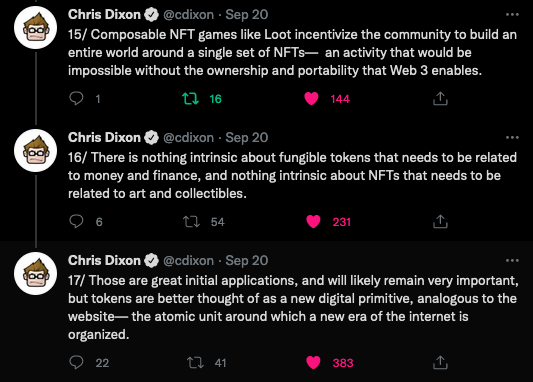 Chris Dixon @cdixon · Sep 20
15/ Composable NFT games like Loot incentivize the community to build an
entire world around a single set of NFTs— an activity that would be
impossible without the ownership and portability that Web 3 enables.
1 16 144
Chris Dixon @cdixon · Sep 20
16/ There is nothing intrinsic about fungible tokens that needs to be related
to money and finance, and nothing intrinsic about NFTs that needs to be
related to art and collectibles.
6 54 231
Chris Dixon @cdixon · Sep 20
17/ Those are great initial applications, and will likely remain very important,
but tokens are better thought of as a new digital primitive, analogous to the
website— the atomic unit around which a new era of the internet is
organized.
22 41 383